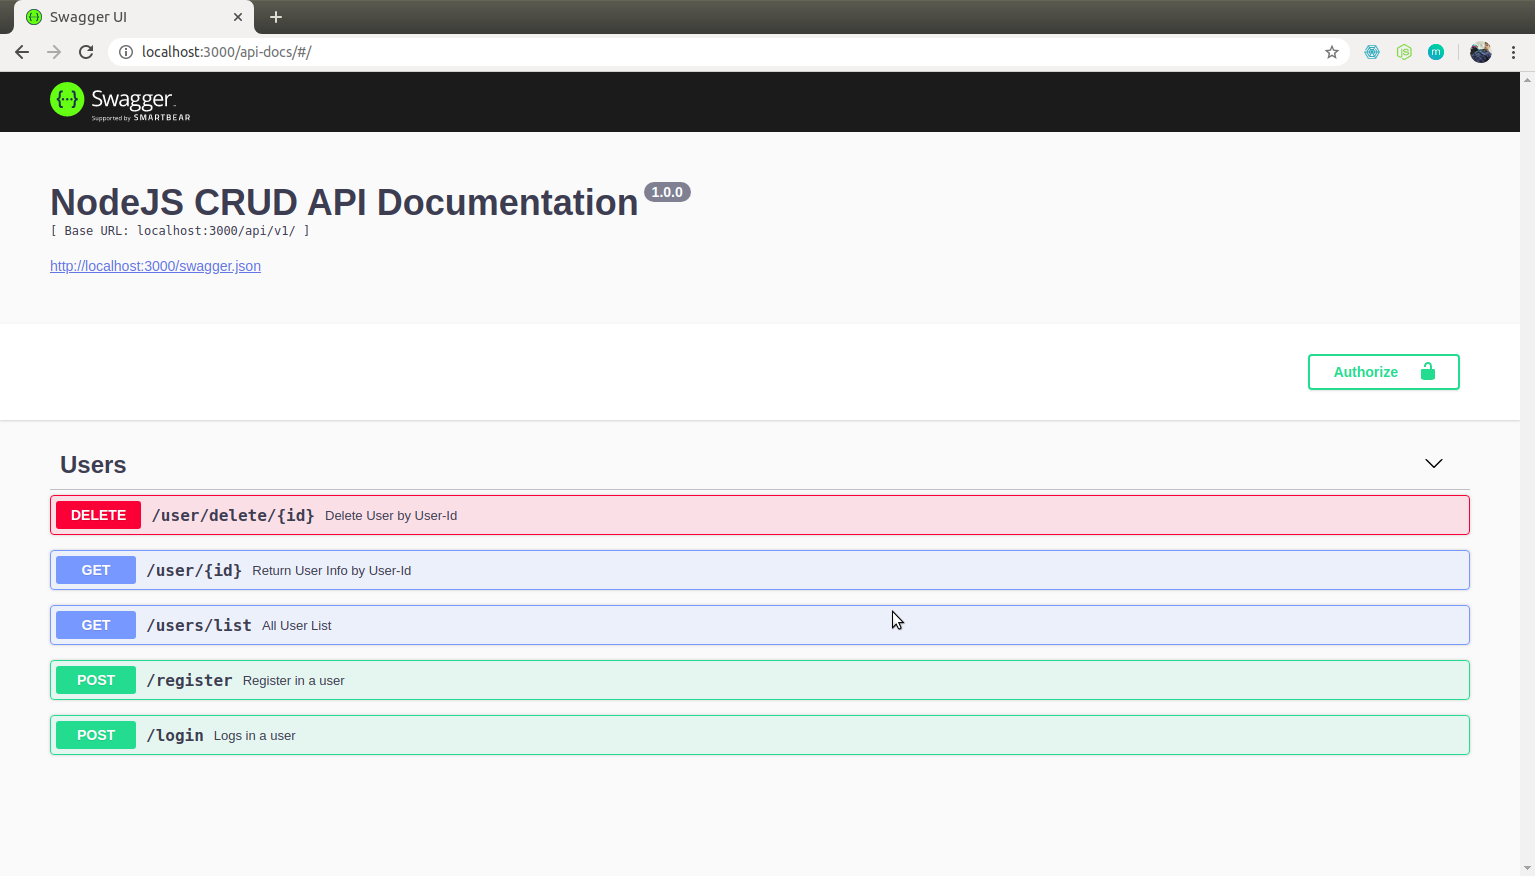 Swagger UI
localhost:3000/api-docs/#/
Swagger
Supported by SMARTBEAR
NodeJS CRUD API Documentation 1.0.0
[ Base URL: localhost:3000/api/v1/ ]
http://localhost:3000/swagger.json
Authorize
Users
DELETE /user/delete/{id} Delete User by User-Id
GET /user/{id} Return User Info by User-Id
GET /users/list All User List
POST /register Register in a user
POST /login Logs in a user